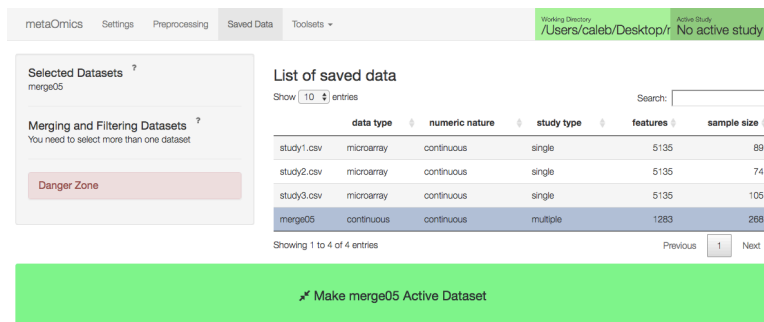 metaOmics Settings Preprocessing Saved Data Toolsets
Working Directory
/Users/caleb/Desktop/
Active Study
No active study
Selected Datasets ?
merge05
Merging and Filtering Datasets ?
You need to select more than one dataset
Danger Zone
List of saved data
Show 10 entries Search:
data type numeric nature study type features sample size
study1.csv microarray continuous single 5135 89
study2.csv microarray continuous single 5135 74
study3.csv microarray continuous single 5135 105
merge05 continuous continuous multiple 1283 268
Showing 1 to 4 of 4 entries Previous 1 Next
Make merge05 Active Dataset